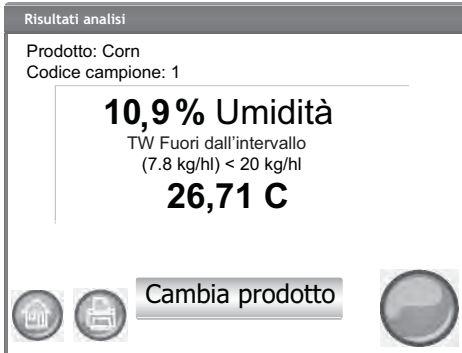 Risultati analisi
Prodotto: Corn
Codice campione: 1
10,9% Umidità
TW Fuori dall'intervallo
(7.8 kg/hl) < 20 kg/hl
26,71 C
Cambia prodotto